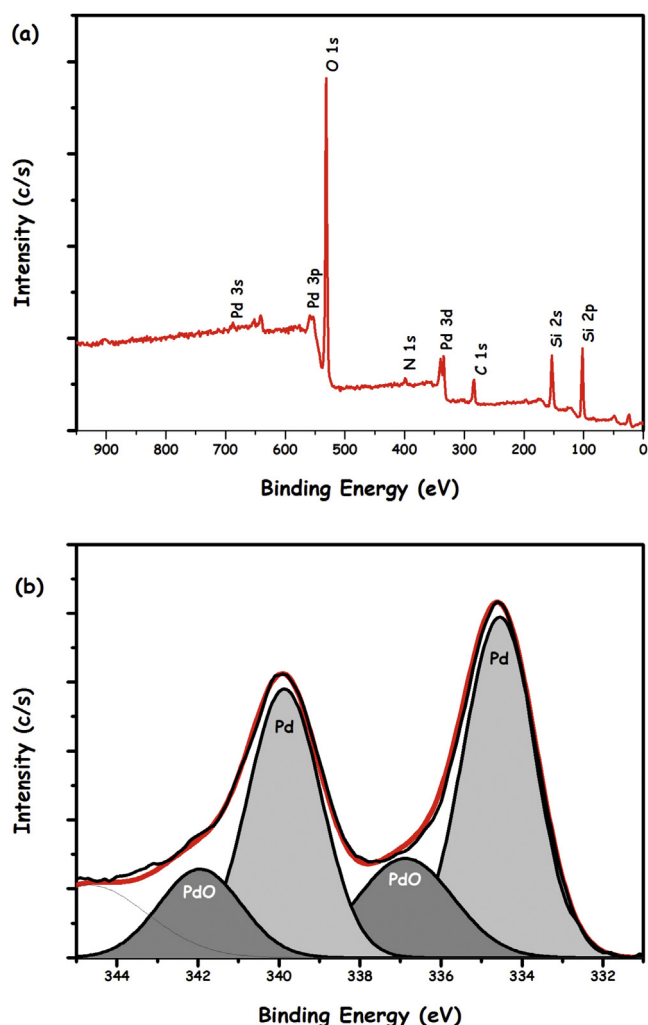 (a)
O 1s
Pd 3s
Pd 3p
N 1s
Pd 3d
C 1s
Si 2s
Si 2p
Intensity (c/s)
900 800 700 600 500 400 300 200 100 0
Binding Energy (eV)
(b)
Pd
Pd
PdO
PdO
Intensity (c/s)
344 342 340 338 336 334 332
Binding Energy (eV)